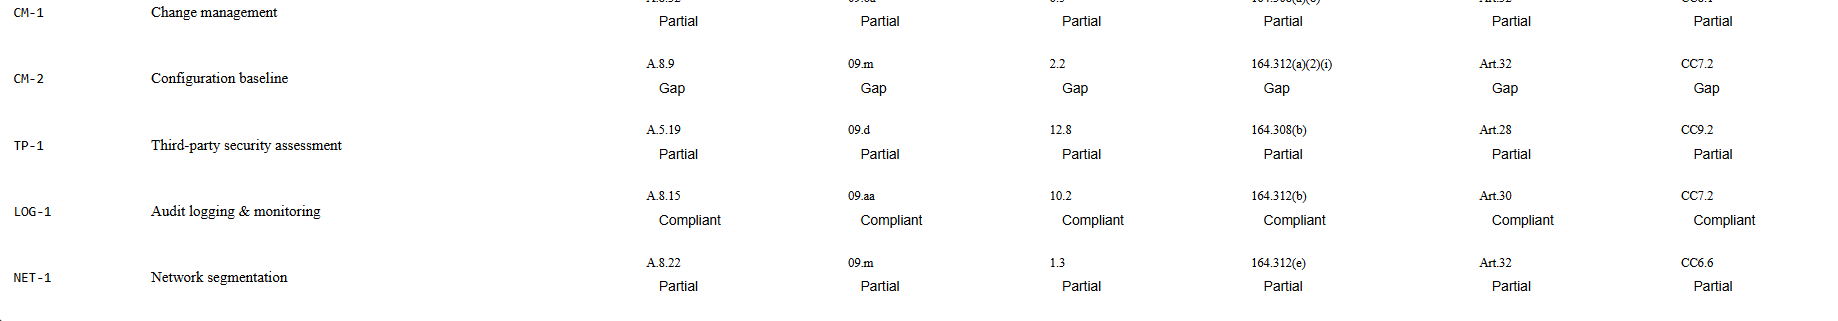 CM-1 Change management
Partial Partial Partial Partial Partial Partial
A.8.9 09.m 2.2 164.312(a)(2)(i) Art.32 CC7.2
CM-2 Configuration baseline
Gap Gap Gap Gap Gap Gap
A.5.19 09.d 12.8 164.308(b) Art.28 CC9.2
TP-1 Third-party security assessment
Partial Partial Partial Partial Partial Partial
A.8.15 09.aa 10.2 164.312(b) Art.30 CC7.2
LOG-1 Audit logging & monitoring
Compliant Compliant Compliant Compliant Compliant Compliant
A.8.22 09.m 1.3 164.312(e) Art.32 CC6.6
NET-1 Network segmentation
Partial Partial Partial Partial Partial Partial